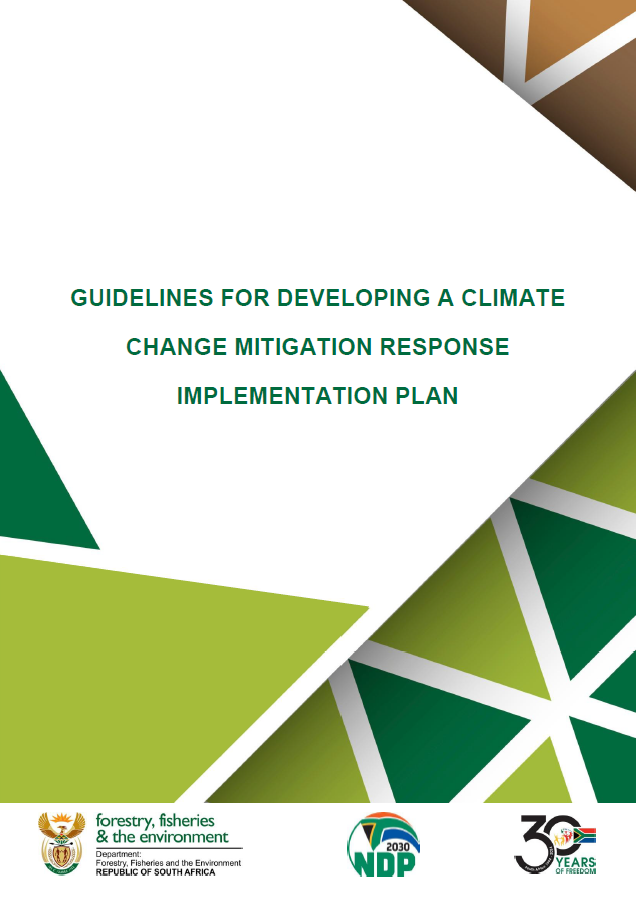 GUIDELINES FOR DEVELOPING A CLIMATE
CHANGE MITIGATION RESPONSE
IMPLEMENTATION PLAN
forestry, fisheries
& the environment
Department:
Forestry, Fisheries and the Environment
REPUBLIC OF SOUTH AFRICA
2030
NDP
30
YEARS
OF FREEDOM